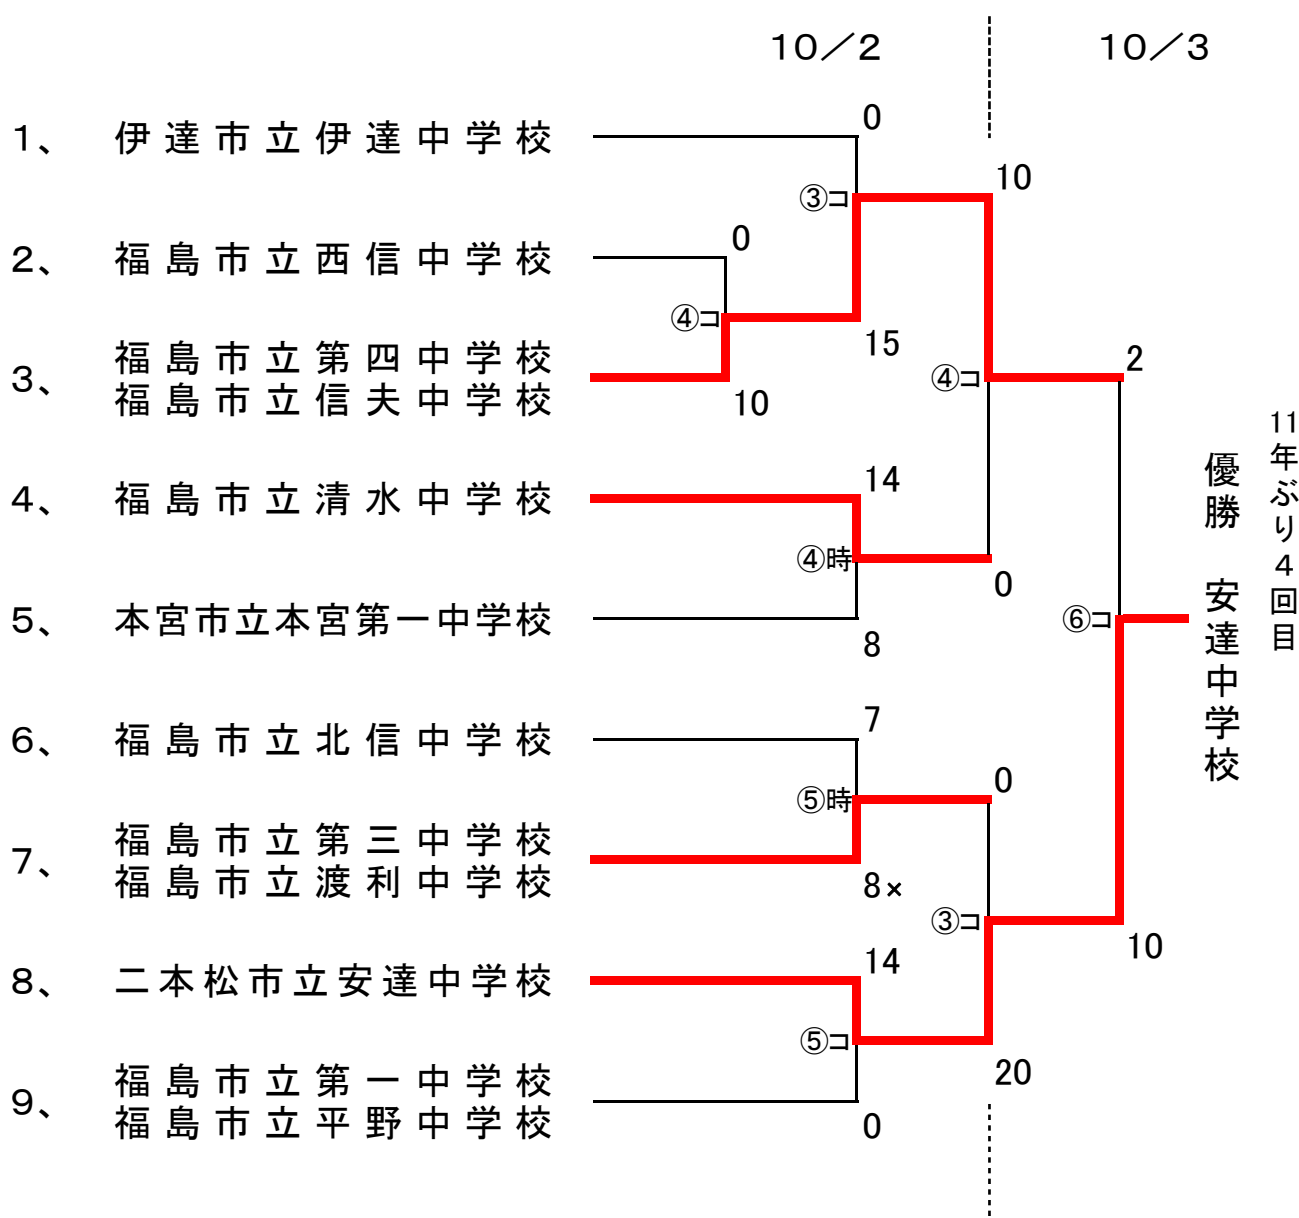 10／2
10／3
1、 伊達市立伊達中学校
0
③コ
10
2、 福島市立西信中学校
0
④コ
3、 福島市立第四中学校
福島市立信夫中学校
10
15
④コ
2
4、 福島市立清水中学校
14
④時
0
5、 本宮市立本宮第一中学校
8
⑥コ
優勝 安達中学校
11年ぶり4回目
6、 福島市立北信中学校
7
⑤時
0
7、 福島市立第三中学校
福島市立渡利中学校
8×
③コ
10
8、 二本松市立安達中学校
14
⑤コ
20
9、 福島市立第一中学校
福島市立平野中学校
0